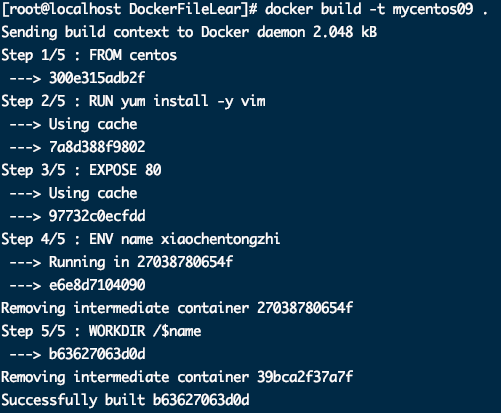 [root@localhost DockerFileLear]# docker build -t mycentos09 .
Sending build context to Docker daemon 2.048 kB
Step 1/5 : FROM centos
 ---> 300e315adb2f
Step 2/5 : RUN yum install -y vim
 ---> Using cache
 ---> 7a8d388f9802
Step 3/5 : EXPOSE 80
 ---> Using cache
 ---> 97732c0ecfdd
Step 4/5 : ENV name xiaochentongzhi
 ---> Running in 27038780654f
 ---> e6e8d7104090
Removing intermediate container 27038780654f
Step 5/5 : WORKDIR /$name
 ---> b63627063d0d
Removing intermediate container 39bca2f37a7f
Successfully built b63627063d0d